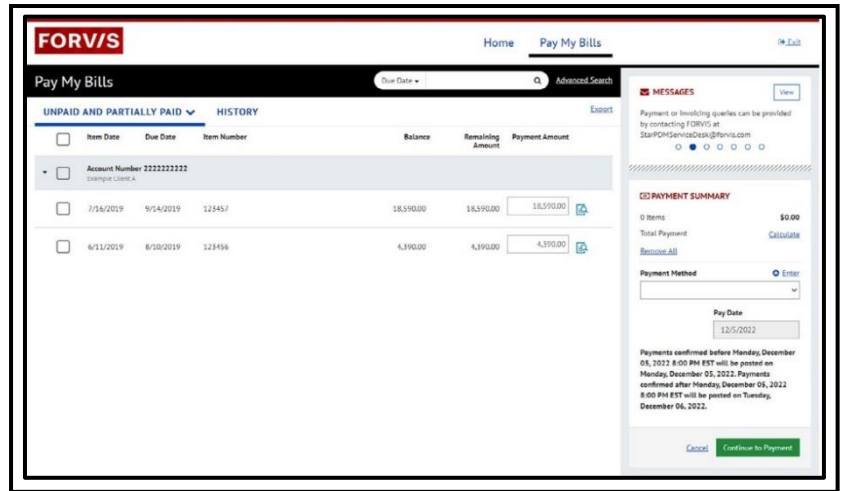 FORV/S
Home Pay My Bills
Exit
Pay My Bills
Due Date
Advanced Search
UNPAID AND PARTIALLY PAID HISTORY
Export
Item Date Due Date Item Number Balance Remaining Amount Payment Amount
Account Number 2222222222
Example Client A
7/16/2019 9/14/2019 123457 18,590.00 18,590.00 18,590.00
6/11/2019 8/10/2019 123456 4,390.00 4,390.00 4,390.00
MESSAGES View
Payment or Invoicing queries can be provided
by contacting FORVIS at
StarPDMServiceDesk@forvis.com
PAYMENT SUMMARY
0 Items $0.00
Total Payment Calculate
Remove All
Payment Method Enter
Pay Date
12/5/2022
Payments confirmed before Monday, December
05, 2022 8:00 PM EST will be posted on
Monday, December 05, 2022. Payments
confirmed after Monday, December 05, 2022
8:00 PM EST will be posted on Tuesday,
December 06, 2022.
Cancel Continue to Payment